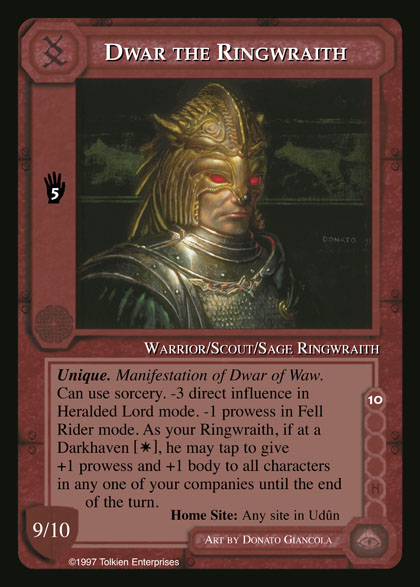 DWAR THE RINGWRAITH
5
DONATO
WARRIOR/SCOUT/SAGE RINGWRAITH
Unique. Manifestation of Dwar of Waw.
Can use sorcery. -3 direct influence in
Heralded Lord mode. -1 prowess in Fell
Rider mode. As your Ringwraith, if at a
Darkhaven [✷], he may tap to give
+1 prowess and +1 body to all characters
in any one of your companies until the end
of the turn.
10
H
Home Site: Any site in Udûn
9/10
ART BY DONATO GIANCOLA
©1997 Tolkien Enterprises